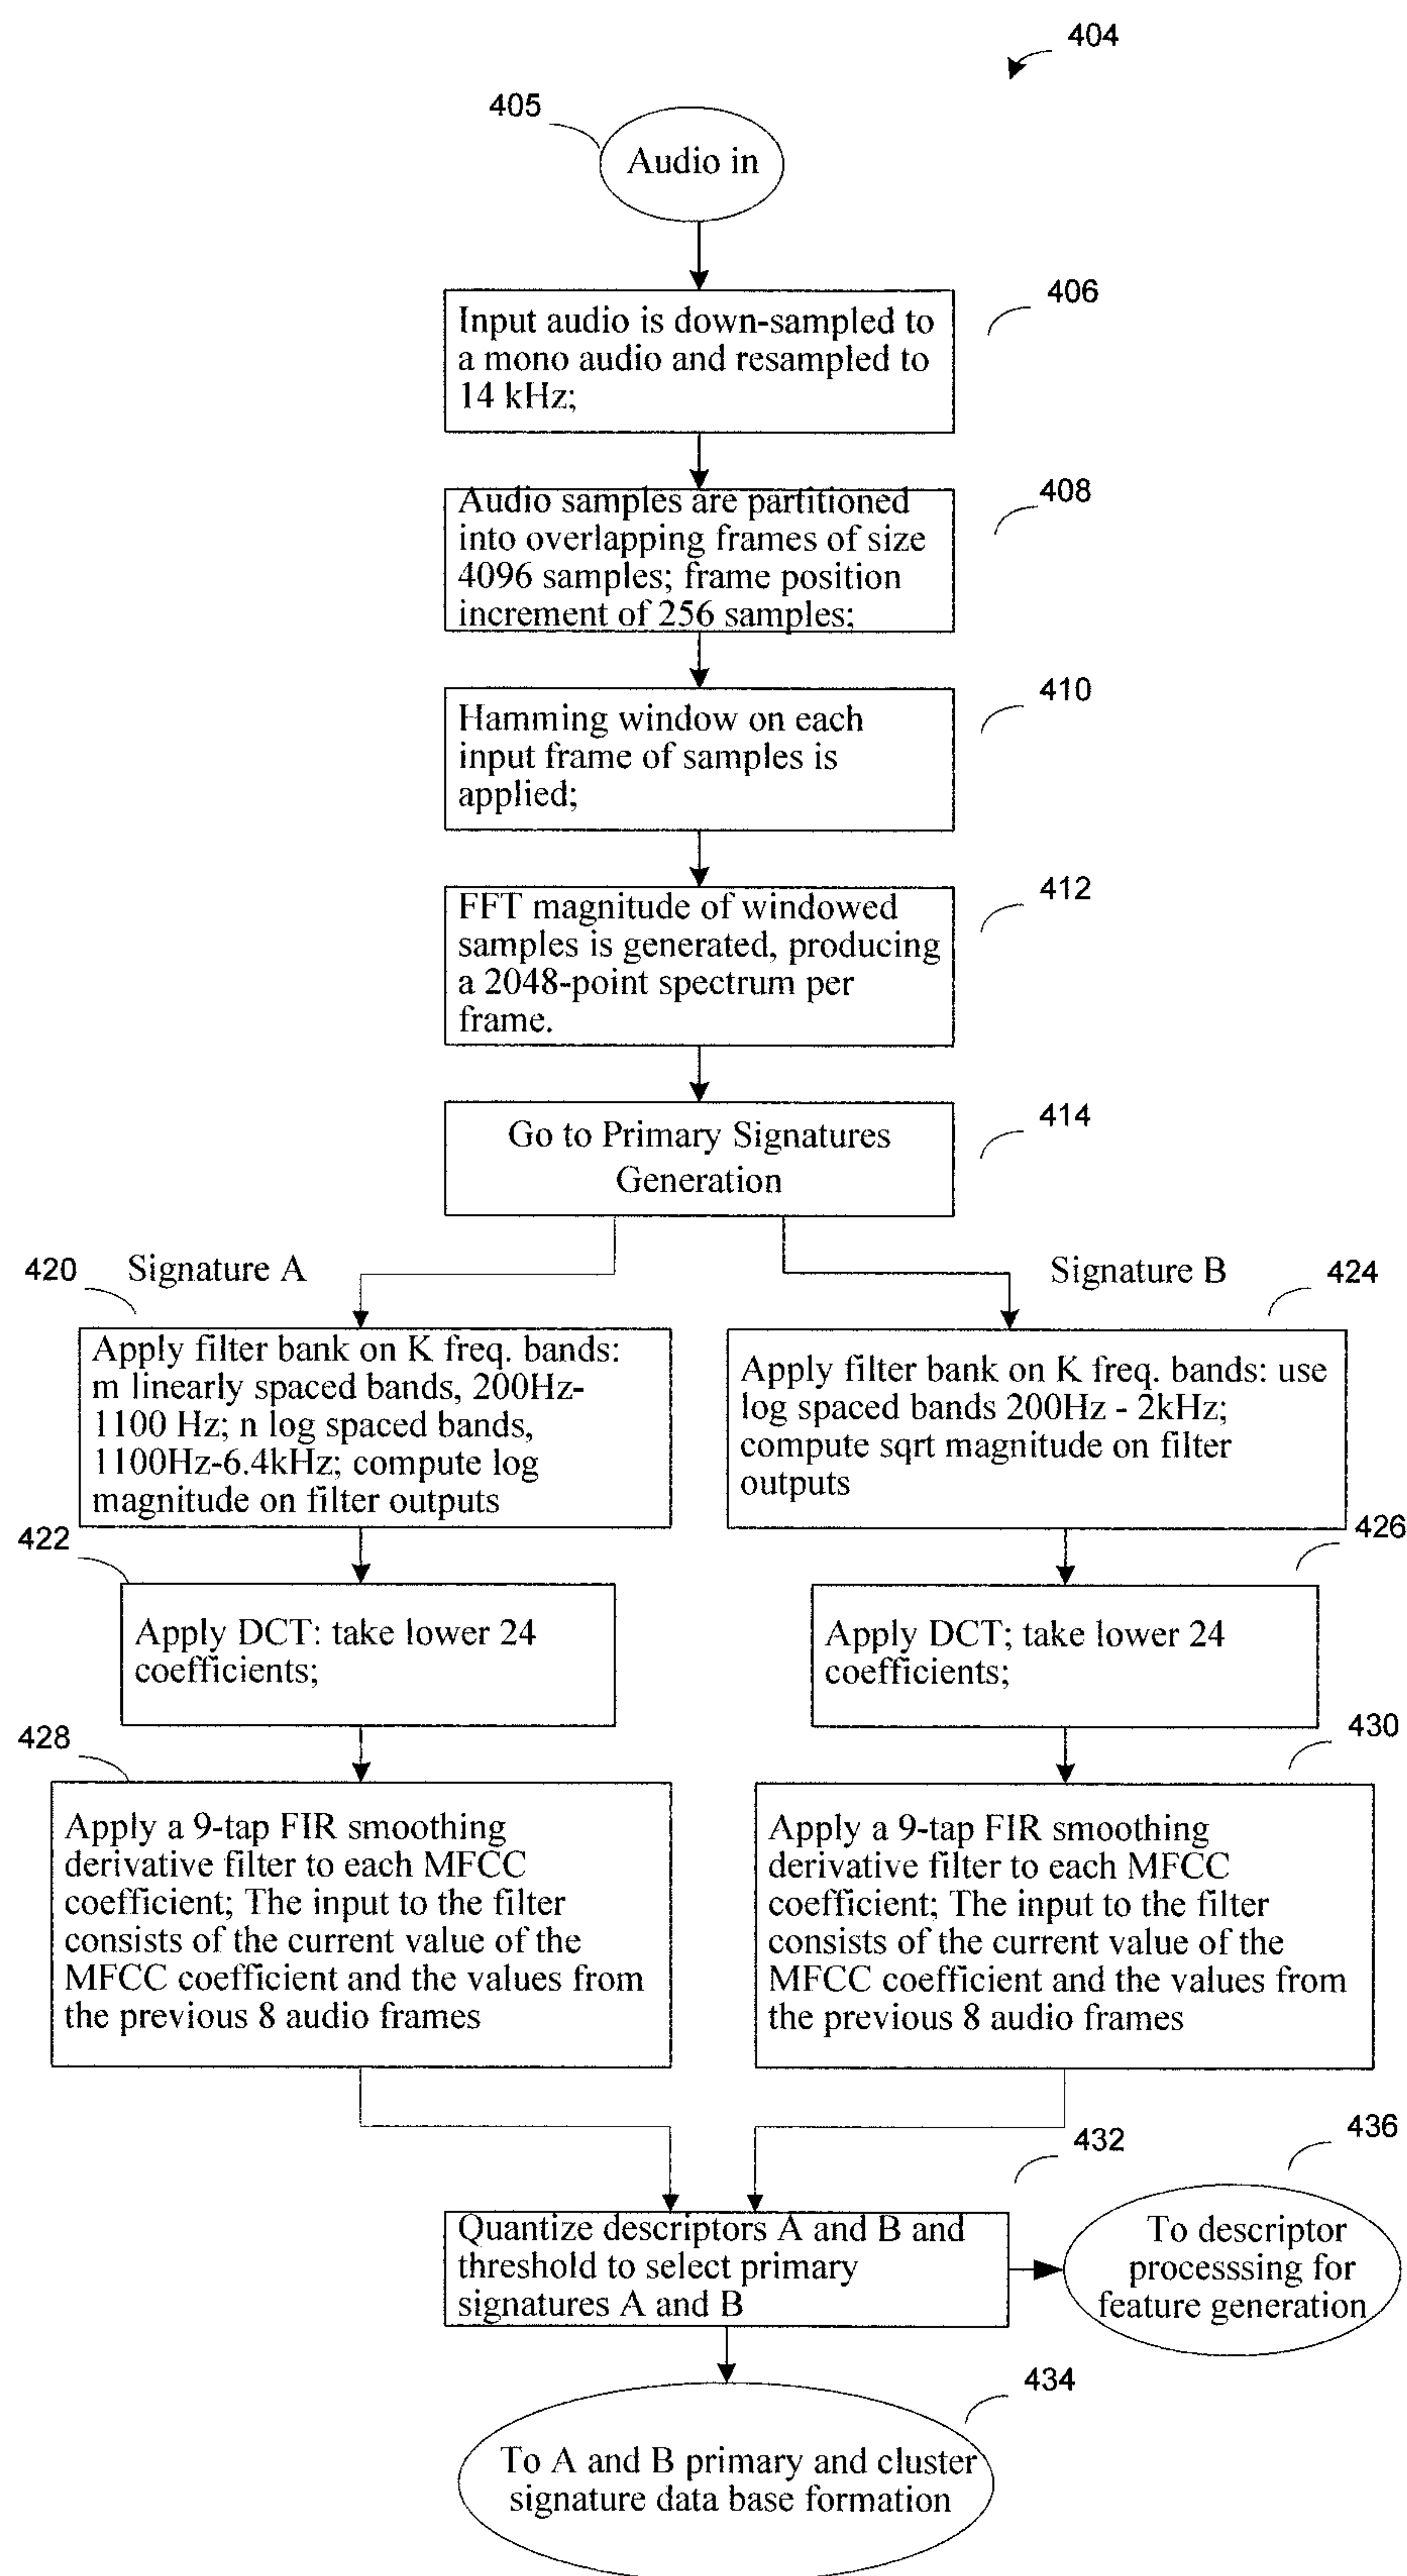 404
405
Audio in
406
Input audio is down-sampled to
a mono audio and resampled to
14 kHz;
408
Audio samples are partitioned
into overlapping frames of size
4096 samples; frame position
increment of 256 samples;
410
Hamming window on each
input frame of samples is
applied;
412
FFT magnitude of windowed
samples is generated, producing
a 2048-point spectrum per
frame.
414
Go to Primary Signatures
Generation
420
Signature A
Signature B
424
Apply filter bank on K freq. bands:
m linearly spaced bands, 200Hz-
1100 Hz; n log spaced bands,
1100Hz-6.4kHz; compute log
magnitude on filter outputs
Apply filter bank on K freq. bands: use
log spaced bands 200Hz - 2kHz;
compute sqrt magnitude on filter
outputs
422
426
Apply DCT: take lower 24
coefficients;
Apply DCT; take lower 24
coefficients;
428
430
Apply a 9-tap FIR smoothing
derivative filter to each MFCC
coefficient; The input to the filter
consists of the current value of the
MFCC coefficient and the values from
the previous 8 audio frames
Apply a 9-tap FIR smoothing
derivative filter to each MFCC
coefficient; The input to the filter
consists of the current value of the
MFCC coefficient and the values from
the previous 8 audio frames
432
436
Quantize descriptors A and B and
threshold to select primary
signatures A and B
To descriptor
processsing for
feature generation
434
To A and B primary and cluster
signature data base formation